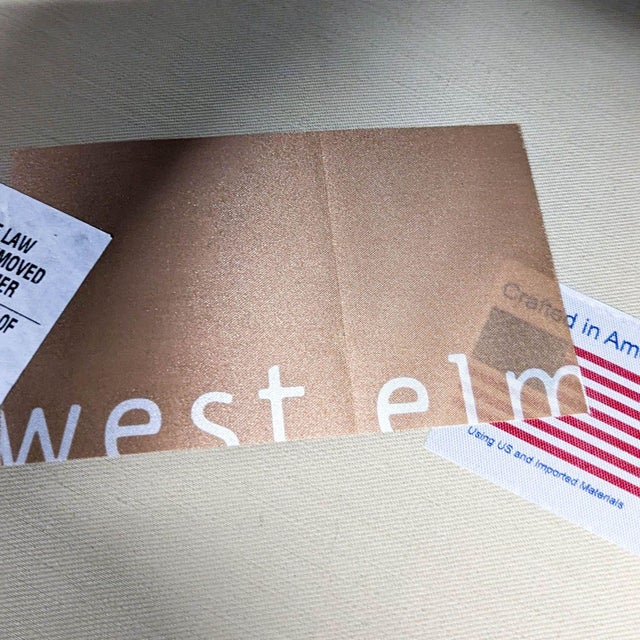 LAW
MOVED
ER
OF
west elm
Crafted in Am
Using US and Imported Materials